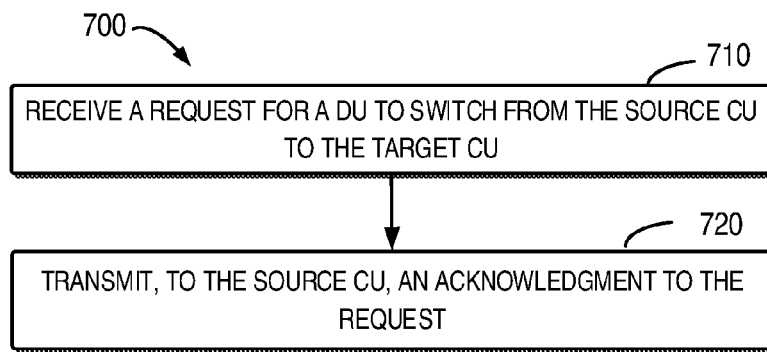 700
710
RECEIVE A REQUEST FOR A DU TO SWITCH FROM THE SOURCE CU
TO THE TARGET CU
720
TRANSMIT, TO THE SOURCE CU, AN ACKNOWLEDGMENT TO THE
REQUEST